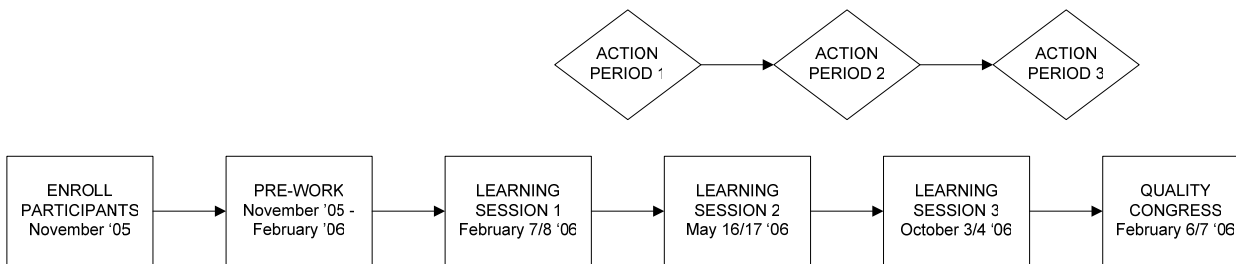 ACTION
PERIOD 1
ACTION
PERIOD 2
ACTION
PERIOD 3
ENROLL
PARTICIPANTS
November ‘05
PRE-WORK
November ’05 -
February ’06
LEARNING
SESSION 1
February 7/8 ‘06
LEARNING
SESSION 2
May 16/17 ‘06
LEARNING
SESSION 3
October 3/4 ‘06
QUALITY
CONGRESS
February 6/7 ‘06